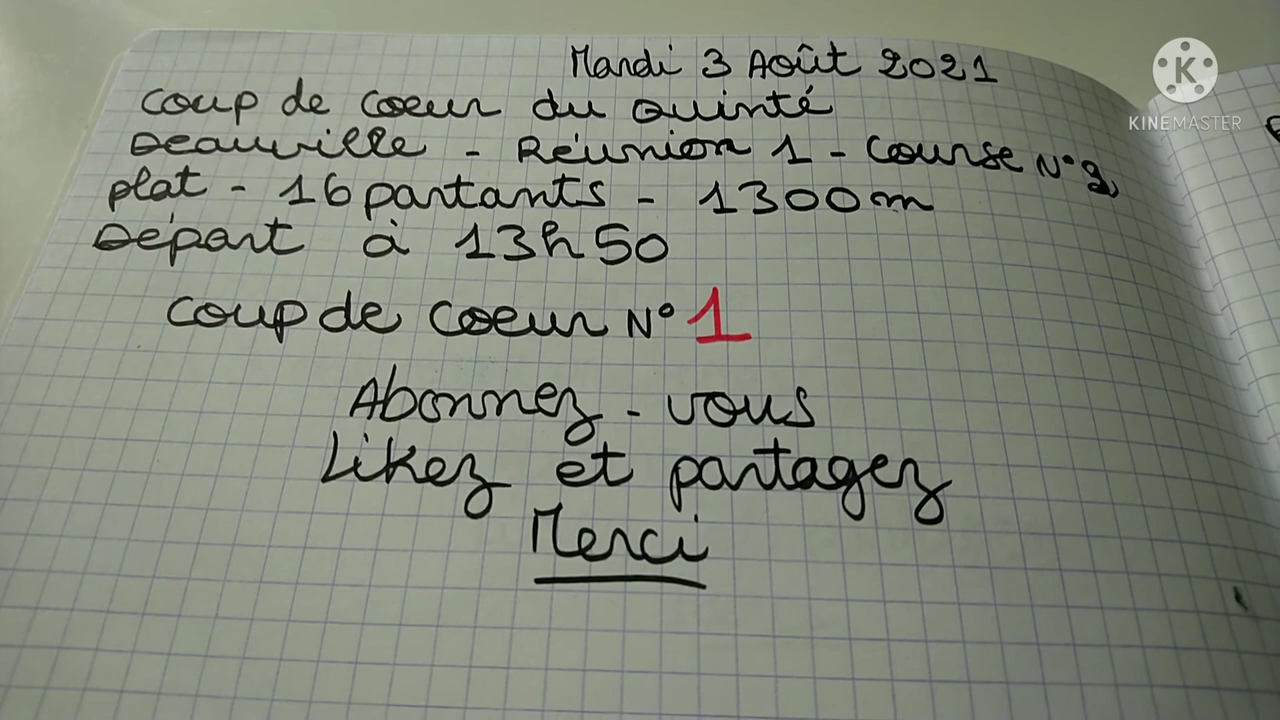 Mardi 3 Août 2021
coup de coeur du Quinté
Deauville - Réunion 1 - Course N°2
plat - 16 partants - 1300m
Départ à 13h50
coup de coeur N° 1
Abonnez-vous
Likez et partagez
Merci
KINEMASTER